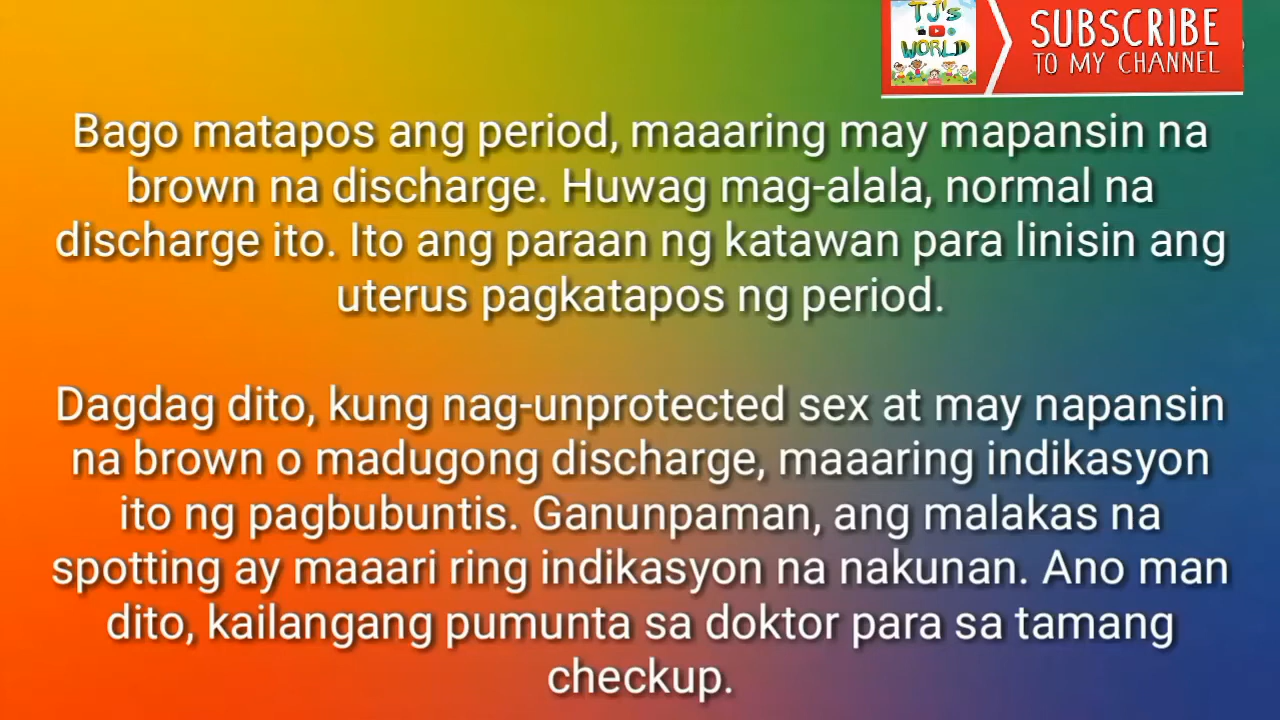 TJ's
WORLD
SUBSCRIBE
TO MY CHANNEL
Bago matapos ang period, maaaring may mapansin na
brown na discharge. Huwag mag-alala, normal na
discharge ito. Ito ang paraan ng katawan para linisin ang
uterus pagkatapos ng period.
Dagdag dito, kung nag-unprotected sex at may napansin
na brown o madugong discharge, maaaring indikasyon
ito ng pagbubuntis. Ganunpaman, ang malakas na
spotting ay maaari ring indikasyon na nakunan. Ano man
dito, kailangang pumunta sa doktor para sa tamang
checkup.